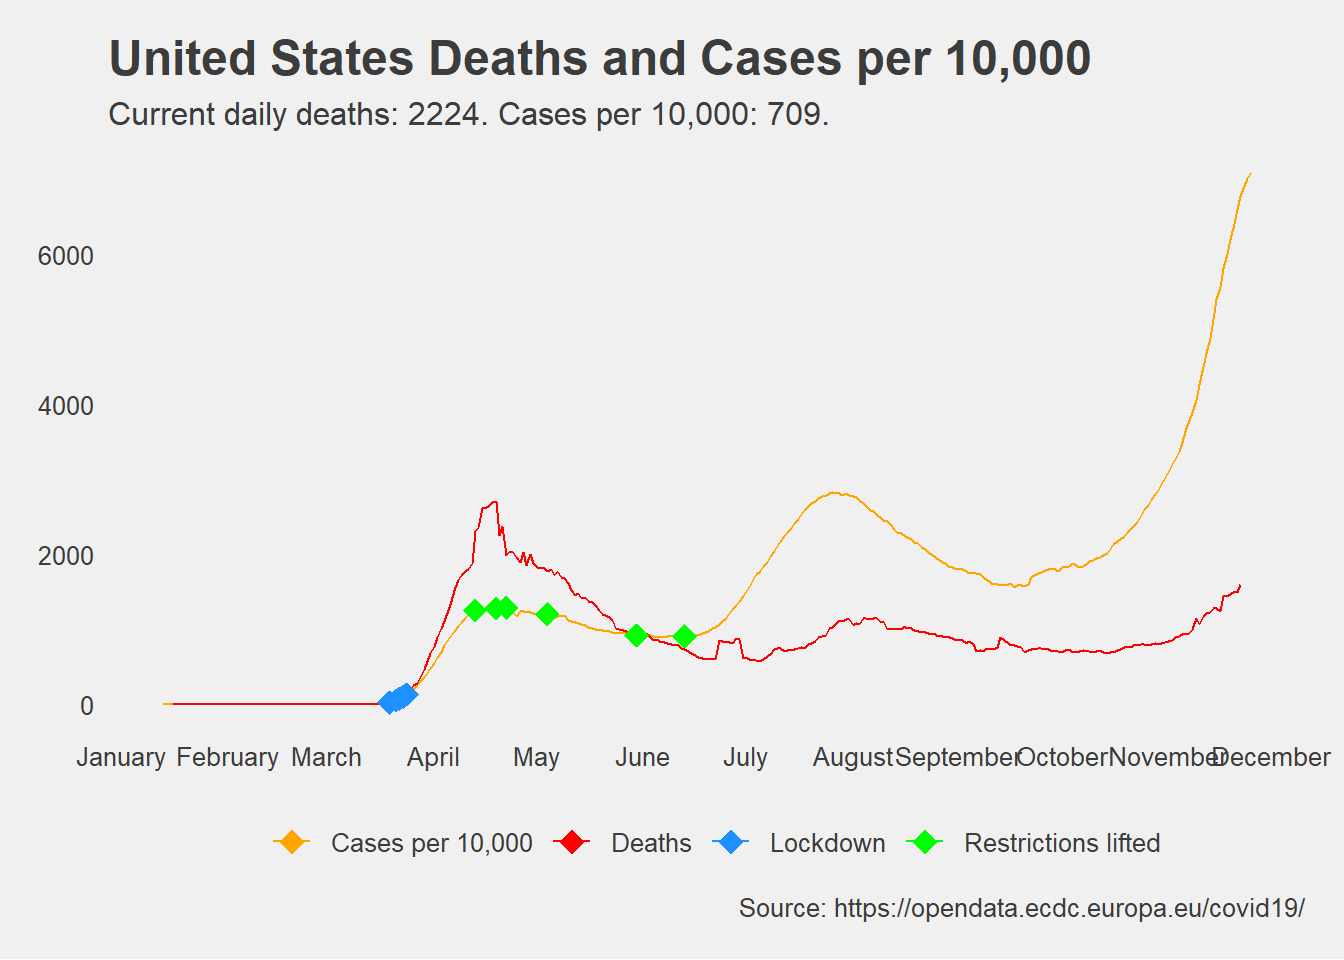 United States Deaths and Cases per 10,000
Current daily deaths: 2224. Cases per 10,000: 709.
6000
4000
2000
0
January February March April May June July August September October November December
Cases per 10,000 Deaths Lockdown Restrictions lifted
Source: https://opendata.ecdc.europa.eu/covid19/